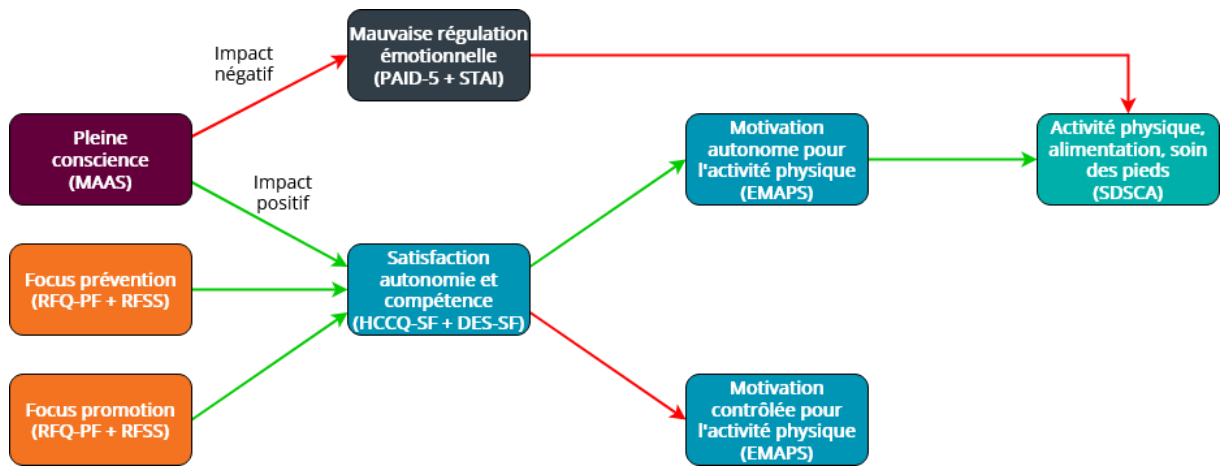 Mauvaise régulation
émotionnelle
(PAID-5 + STAI)
Impact
négatif
Pleine
conscience
(MAAS)
Impact
positif
Motivation
autonome pour
l'activité physique
(EMAPS)
Activité physique,
alimentation, soin
des pieds
(SDSCA)
Focus prévention
(RFQ-PF + RFSS)
Satisfaction
autonomie et
compétence
(HCCQ-SF + DES-SF)
Focus promotion
(RFQ-PF + RFSS)
Motivation
contrôlée pour
l'activité physique
(EMAPS)